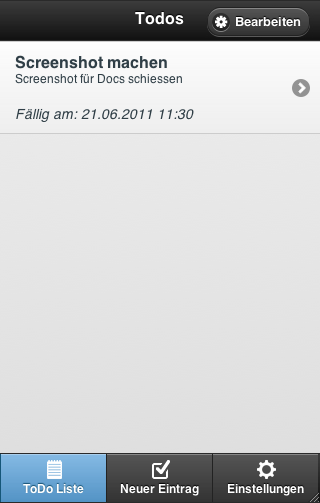 Todos
Bearbeiten
Screenshot machen
Screenshot für Docs schiessen
Fällig am: 21.06.2011 11:30
ToDo Liste
Neuer Eintrag
Einstellungen